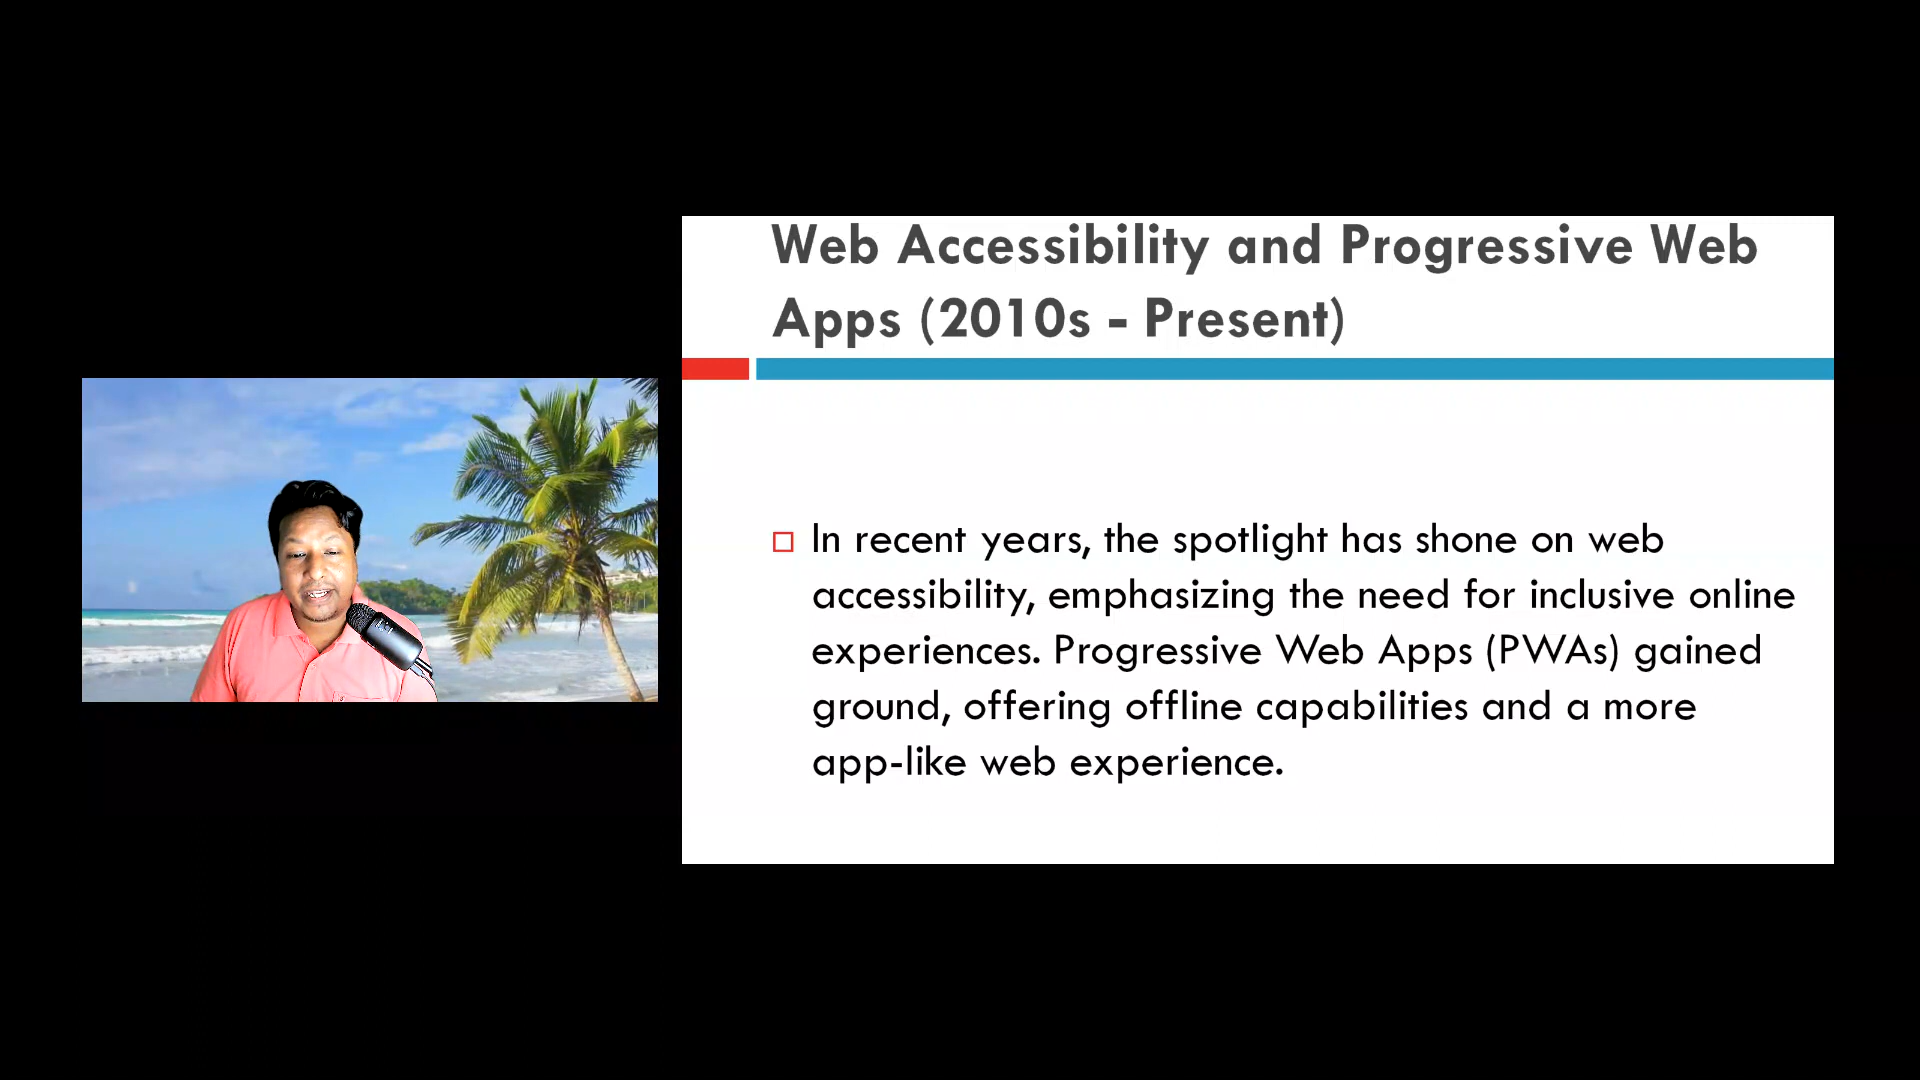 Web Accessibility and Progressive Web
Apps (2010s - Present)
In recent years, the spotlight has shone on web
accessibility, emphasizing the need for inclusive online
experiences. Progressive Web Apps (PWAs) gained
ground, offering offline capabilities and a more
app-like web experience.